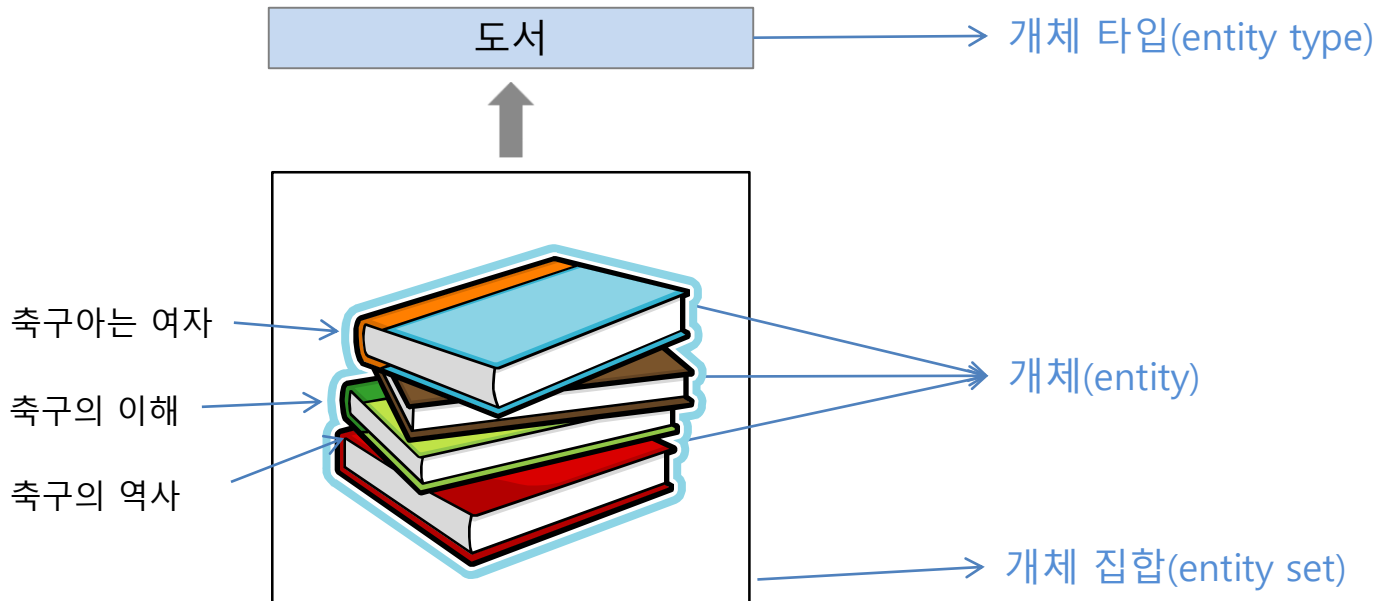 도서
개체 타입(entity type)
축구아는 여자
축구의 이해
축구의 역사
개체(entity)
개체 집합(entity set)